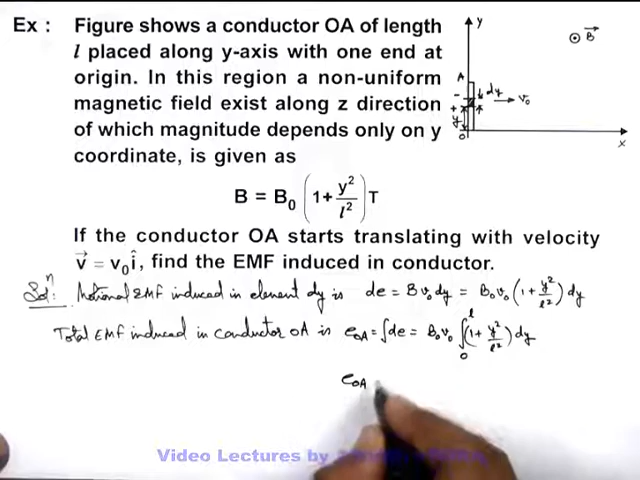 Ex : Figure shows a conductor OA of length
l placed along y-axis with one end at
origin. In this region a non-uniform
magnetic field exist along z direction
of which magnitude depends only on y
coordinate, is given as
B = B₀ (1 + y²/l²) T
If the conductor OA starts translating with velocity
v⃗ = v₀î, find the EMF induced in conductor.
y
B⃗
A
dy
v₀
- 
+
y
O
x
Solⁿ Motional EMF induced in element dy is de = B v₀ dy = B₀v₀ (1 + y²/l²) dy
Total EMF induced in conductor OA is e_OA = ∫de = B₀v₀ ∫₀ˡ (1 + y²/l²) dy
e_OA
Video Lectures by